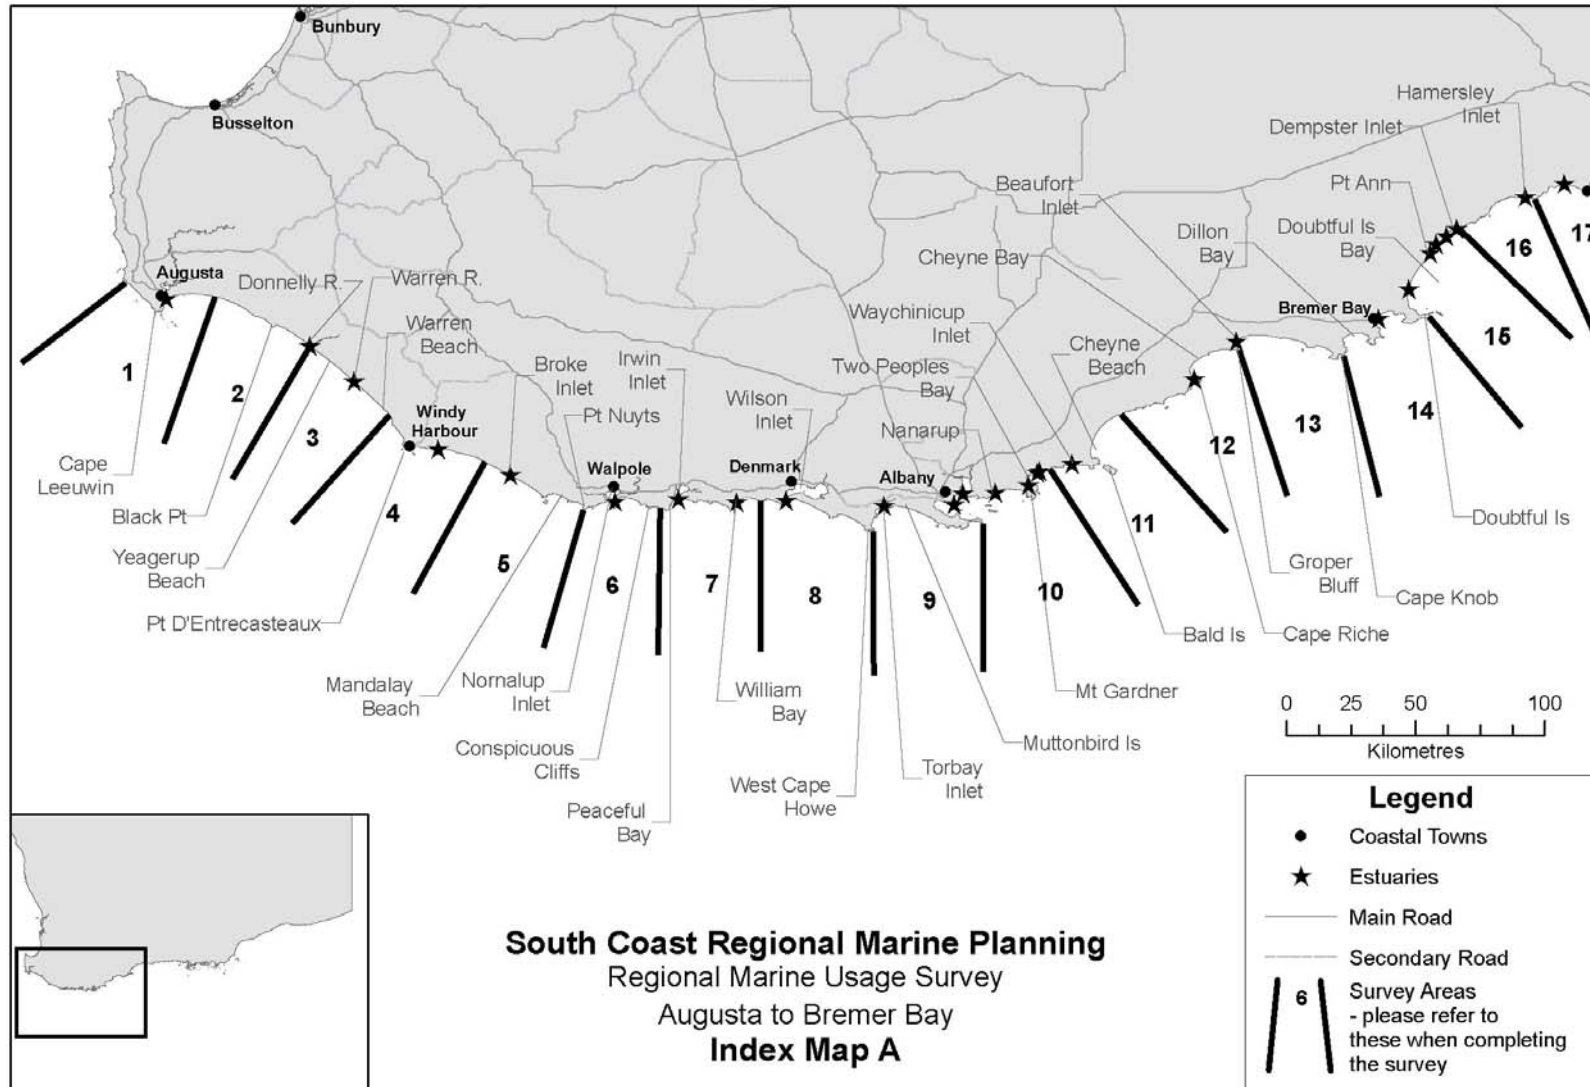 Bunbury
Busselton
Hamersley
Inlet
Dempster Inlet
Beaufort
Inlet
Pt Ann
Dillon
Bay
Doubtful Is
Bay
Cheyne Bay
Augusta
Donnelly R.
Warren R.
Waychinicup
Inlet
Bremer Bay
Warren
Beach
Broke
Inlet
Irwin
Inlet
Two Peoples
Bay
Cheyne
Beach
Pt Nuyts
Wilson
Inlet
Nanarup
Windy
Harbour
Walpole
Denmark
Albany
1
2
3
4
5
6
7
8
9
10
11
12
13
14
15
16
17
Cape
Leeuwin
Black Pt
Yeagerup
Beach
Pt D'Entrecasteaux
Mandalay
Beach
Nornalup
Inlet
Conspicuous
Cliffs
Peaceful
Bay
William
Bay
West Cape
Howe
Torbay
Inlet
Muttonbird Is
Mt Gardner
Bald Is
Cape Riche
Groper
Bluff
Cape Knob
Doubtful Is
0 25 50 100
Kilometres
Legend
Coastal Towns
Estuaries
Main Road
Secondary Road
6 Survey Areas
- please refer to
these when completing
the survey
South Coast Regional Marine Planning
Regional Marine Usage Survey
Augusta to Bremer Bay
Index Map A